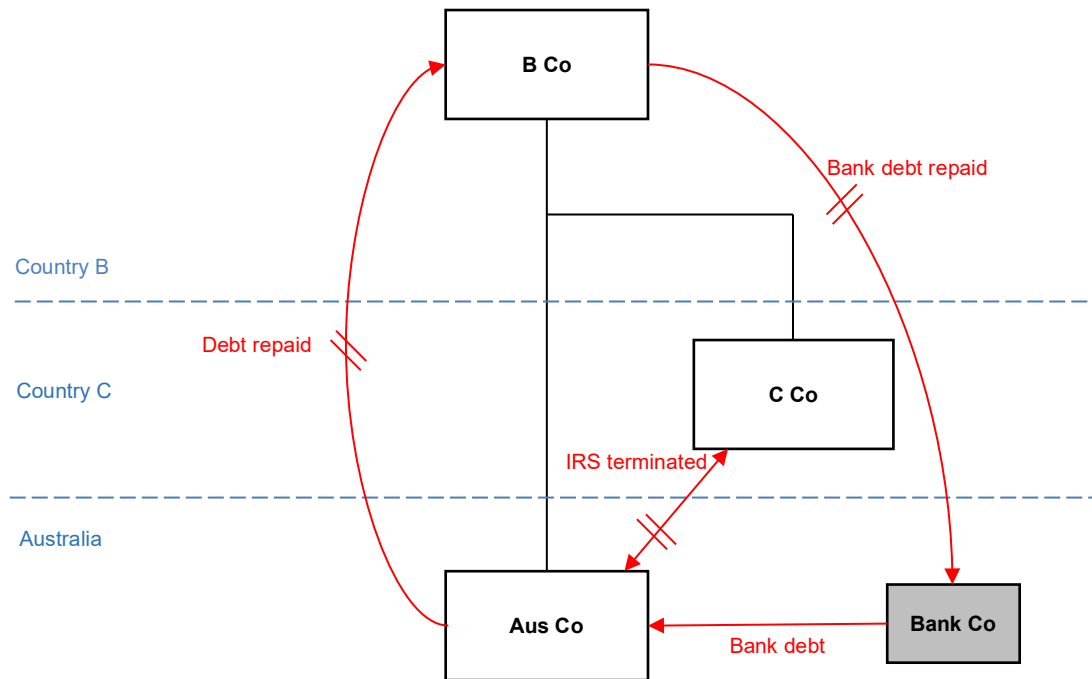 B Co
Bank debt repaid
Country B
Debt repaid
Country C
C Co
IRS terminated
Australia
Aus Co
Bank Co
Bank debt